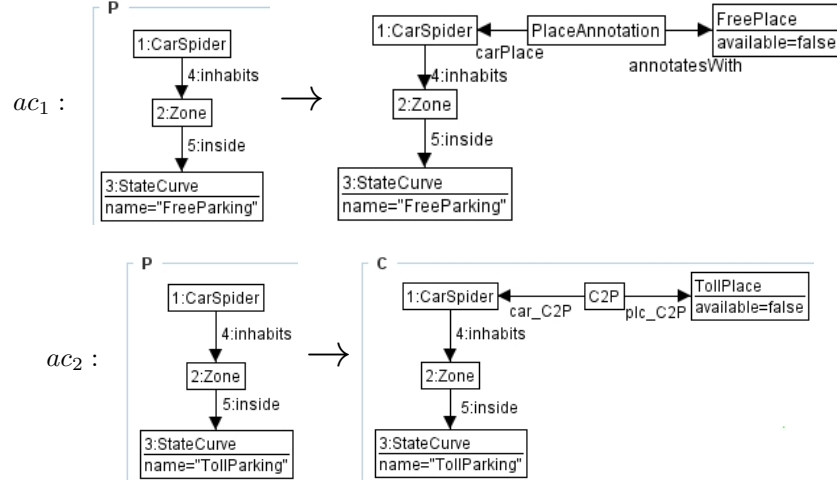 P
1:CarSpider
4:inhabits
2:Zone
5:inside
3:StateCurve
name="FreeParking"
ac1 :
→
1:CarSpider
PlaceAnnotation
FreePlace
available=false
carPlace
annotatesWith
4:inhabits
2:Zone
5:inside
3:StateCurve
name="FreeParking"
P
1:CarSpider
4:inhabits
2:Zone
5:inside
3:StateCurve
name="TollParking"
ac2 :
→
C
1:CarSpider
C2P
TollPlace
available=false
car_C2P
plc_C2P
4:inhabits
2:Zone
5:inside
3:StateCurve
name="TollParking"